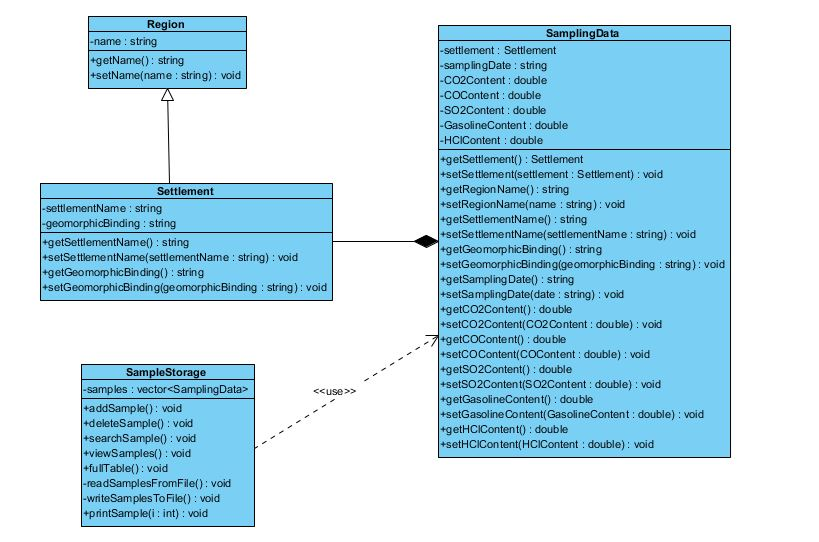 Region
-name : string
+getName() : string
+setName(name : string) : void
Settlement
-settlementName : string
-geomorphicBinding : string
+getSettlementName() : string
+setSettlementName(settlementName : string) : void
+getGeomorphicBinding() : string
+setGeomorphicBinding(geomorphicBinding : string) : void
SampleStorage
-samples : vector<SamplingData>
+addSample() : void
+deleteSample() : void
+searchSample() : void
+viewSamples() : void
+fullTable() : void
-readSamplesFromFile() : void
-writeSamplesToFile() : void
+printSample(i : int) : void
<<use>>
SamplingData
-settlement : Settlement
-samplingDate : string
-CO2Content : double
-COContent : double
-SO2Content : double
-GasolineContent : double
-HClContent : double
+getSettlement() : Settlement
+setSettlement(settlement : Settlement) : void
+getRegionName() : string
+setRegionName(name : string) : void
+getSettlementName() : string
+setSettlementName(settlementName : string) : void
+getGeomorphicBinding() : string
+setGeomorphicBinding(geomorphicBinding : string) : void
+getSamplingDate() : string
+setSamplingDate(date : string) : void
+getCO2Content() : double
+setCO2Content(CO2Content : double) : void
+getCOContent() : double
+setCOContent(COContent : double) : void
+getSO2Content() : double
+setSO2Content(SO2Content : double) : void
+getGasolineContent() : double
+setGasolineContent(GasolineContent : double) : void
+getHClContent() : double
+setHClContent(HClContent : double) : void